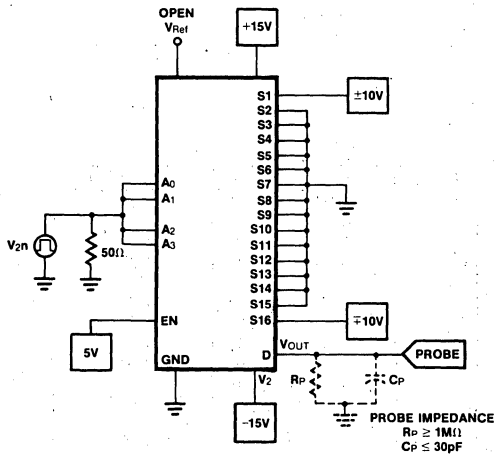 OPEN
VRef
+15V
S1
±10V
S2
S3
S4
S5
S6
S7
S8
S9
S10
S11
S12
S13
S14
S15
S16
∓10V
A0
A1
A2
A3
V2n
50Ω
EN
5V
GND
D
VOUT
PROBE
V2
-15V
RP
CP
PROBE IMPEDANCE
RP ≥ 1MΩ
CP ≤ 30pF